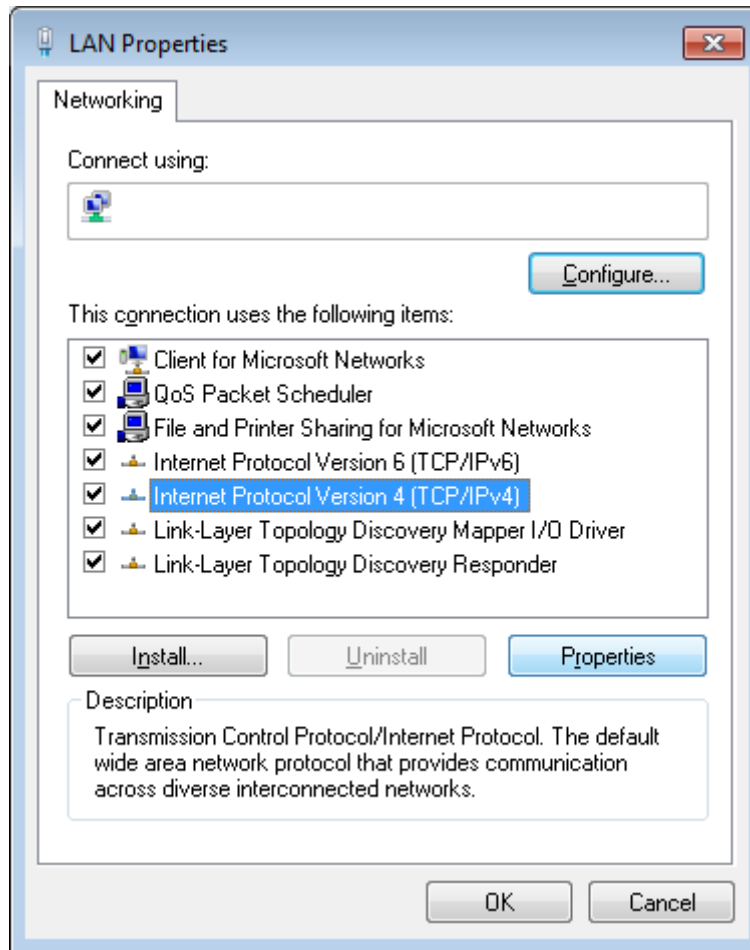 LAN Properties
Networking
Connect using:
Configure...
This connection uses the following items:
Client for Microsoft Networks
QoS Packet Scheduler
File and Printer Sharing for Microsoft Networks
Internet Protocol Version 6 (TCP/IPv6)
Internet Protocol Version 4 (TCP/IPv4)
Link-Layer Topology Discovery Mapper I/O Driver
Link-Layer Topology Discovery Responder
Install... Uninstall Properties
Description
Transmission Control Protocol/Internet Protocol. The default
wide area network protocol that provides communication
across diverse interconnected networks.
OK Cancel